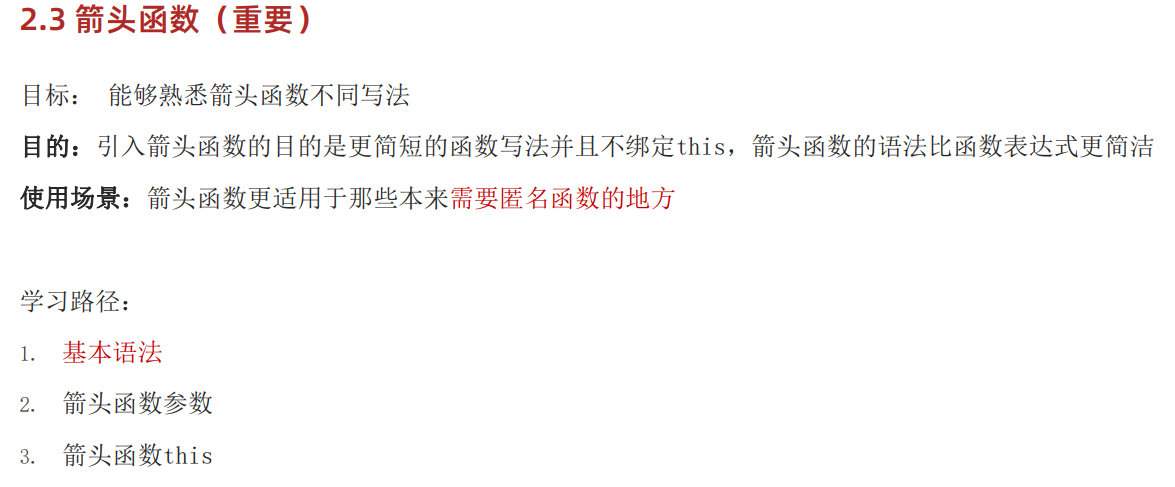 2.3 箭头函数（重要）
目标： 能够熟悉箭头函数不同写法
目的：引入箭头函数的目的是更简短的函数写法并且不绑定this，箭头函数的语法比函数表达式更简洁
使用场景：箭头函数更适用于那些本来需要匿名函数的地方
学习路径：
1. 基本语法
2. 箭头函数参数
3. 箭头函数this